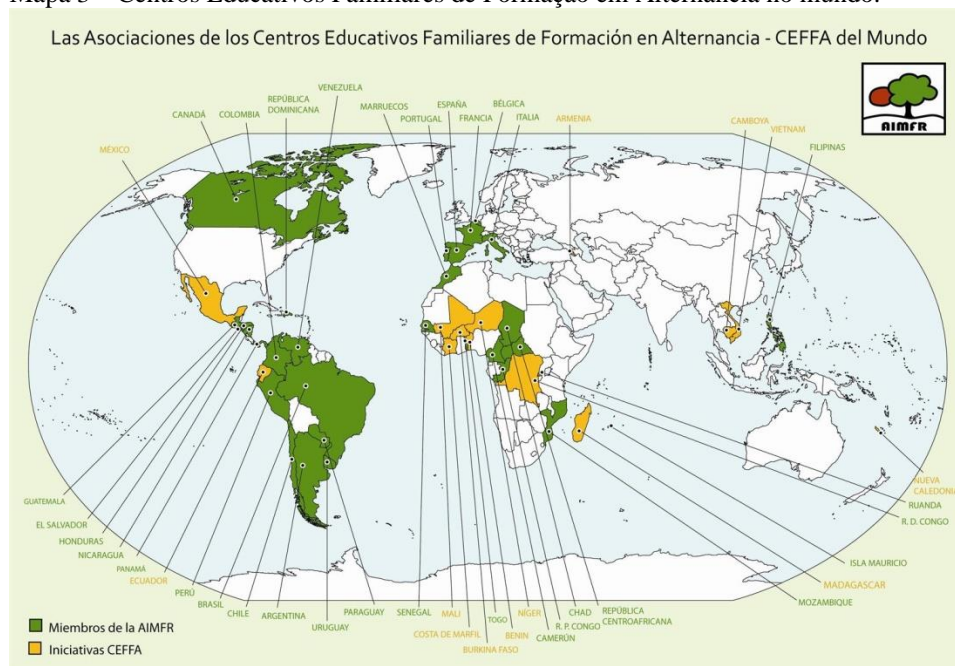 Mapa 3 – Centros Educativos Familiares de Formação em Alternância no mundo.
Las Asociaciones de los Centros Educativos Familiares de Formación en Alternancia - CEFFA del Mundo
AIMFR
VENEZUELA
REPÚBLICA
DOMINICANA
COLOMBIA
CANADÁ
MÉXICO
MARRUECOS
PORTUGAL
ESPAÑA
FRANCIA
BÉLGICA
ITALIA
ARMENIA
CAMBOYA
VIETNAM
FILIPINAS
GUATEMALA
EL SALVADOR
HONDURAS
NICARAGUA
PANAMÁ
ECUADOR
PERÚ
BRASIL
CHILE
ARGENTINA
URUGUAY
PARAGUAY
SENEGAL
MALI
COSTA DE MARFIL
BURKINA FASO
TOGO
BENIN
NÍGER
CAMERÚN
R. P. CONGO
CHAD
REPÚBLICA
CENTROAFRICANA
MOZAMBIQUE
MADAGASCAR
ISLA MAURICIO
R. D. CONGO
RUANDA
NUEVA
CALEDONIA
Miembros de la AIMFR
Iniciativas CEFFA